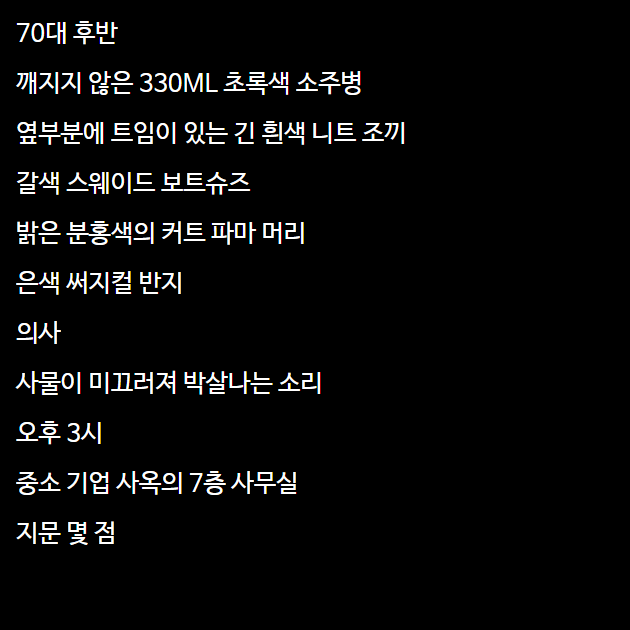 70대 후반
깨지지 않은 330ML 초록색 소주병
옆부분에 트임이 있는 긴 흰색 니트 조끼
갈색 스웨이드 보트슈즈
밝은 분홍색의 커트 파마 머리
은색 써지컬 반지
의사
사물이 미끄러져 박살나는 소리
오후 3시
중소 기업 사옥의 7층 사무실
지문 몇 점